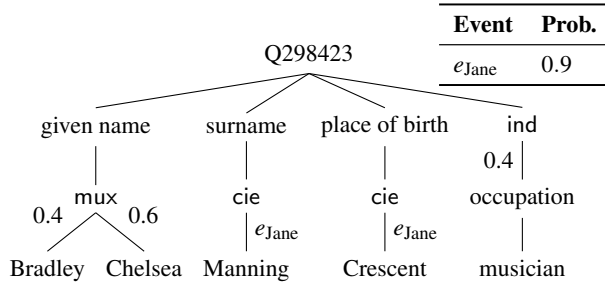 Event Prob.
Q298423
e_Jane 0.9
given name surname place of birth ind
0.4
mux cie cie occupation
0.4 0.6 e_Jane e_Jane
Bradley Chelsea Manning Crescent musician